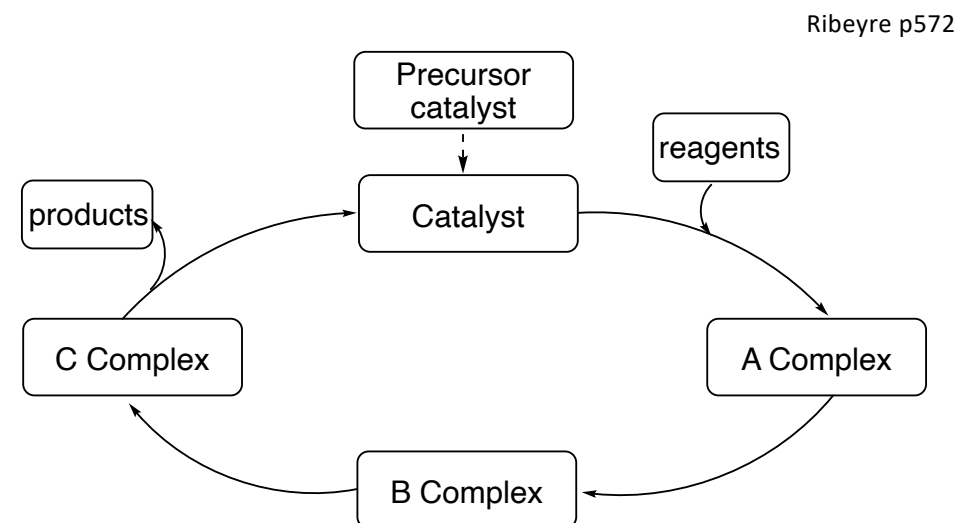 Ribeyre p572
Precursor
catalyst
reagents
products
Catalyst
C Complex
A Complex
B Complex